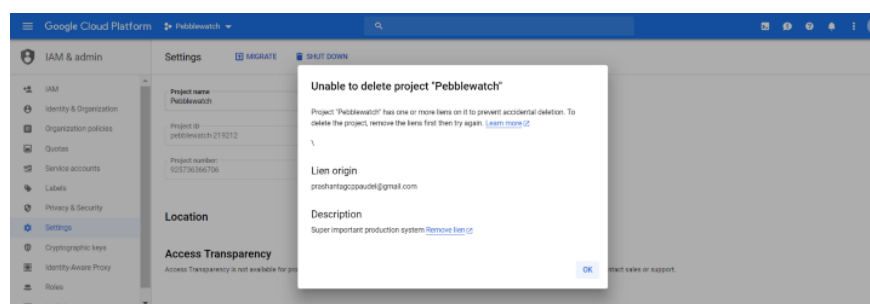 Google Cloud Platform
Pebblewatch
IAM & admin
Settings
MIGRATE
SHUT DOWN
IAM
Identity & Organization
Organization policies
Quotas
Service accounts
Labels
Privacy & Security
Settings
Cryptographic keys
Identity-Aware Proxy
Roles
Project name
Pebblewatch
Project ID
pebblewatch-219212
Project number:
925736366706
Location
Access Transparency
Access Transparency is not available for
ntact sales or support.
Unable to delete project "Pebblewatch"
Project "Pebblewatch" has one or more liens on it to prevent accidental deletion. To
delete the project, remove the liens first then try again. Learn more
\
Lien origin
prashantagcppaudel@gmail.com
Description
Super important production system Remove lien
OK